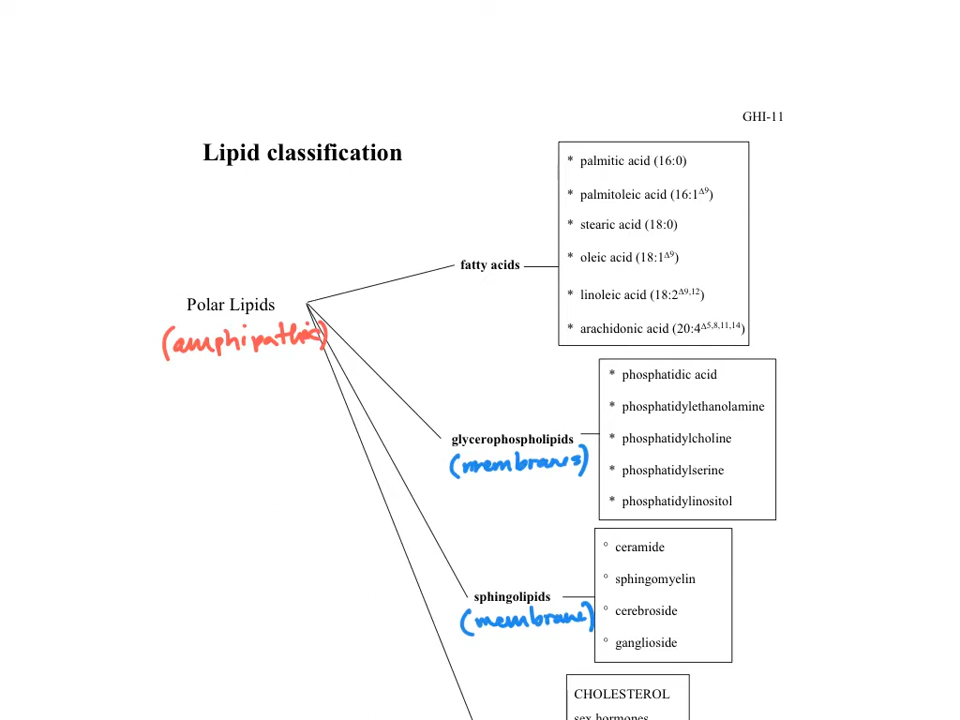 GHI-11
Lipid classification
* palmitic acid (16:0)
* palmitoleic acid (16:1Δ9)
* stearic acid (18:0)
fatty acids
* oleic acid (18:1Δ9)
* linoleic acid (18:2Δ9,12)
* arachidonic acid (20:4Δ5,8,11,14)
Polar Lipids
(amphipathic)
* phosphatidic acid
* phosphatidylethanolamine
glycerophospholipids
(membranes)
* phosphatidylcholine
* phosphatidylserine
* phosphatidylinositol
° ceramide
° sphingomyelin
sphingolipids
(membrane)
° cerebroside
° ganglioside
CHOLESTEROL
sex hormones